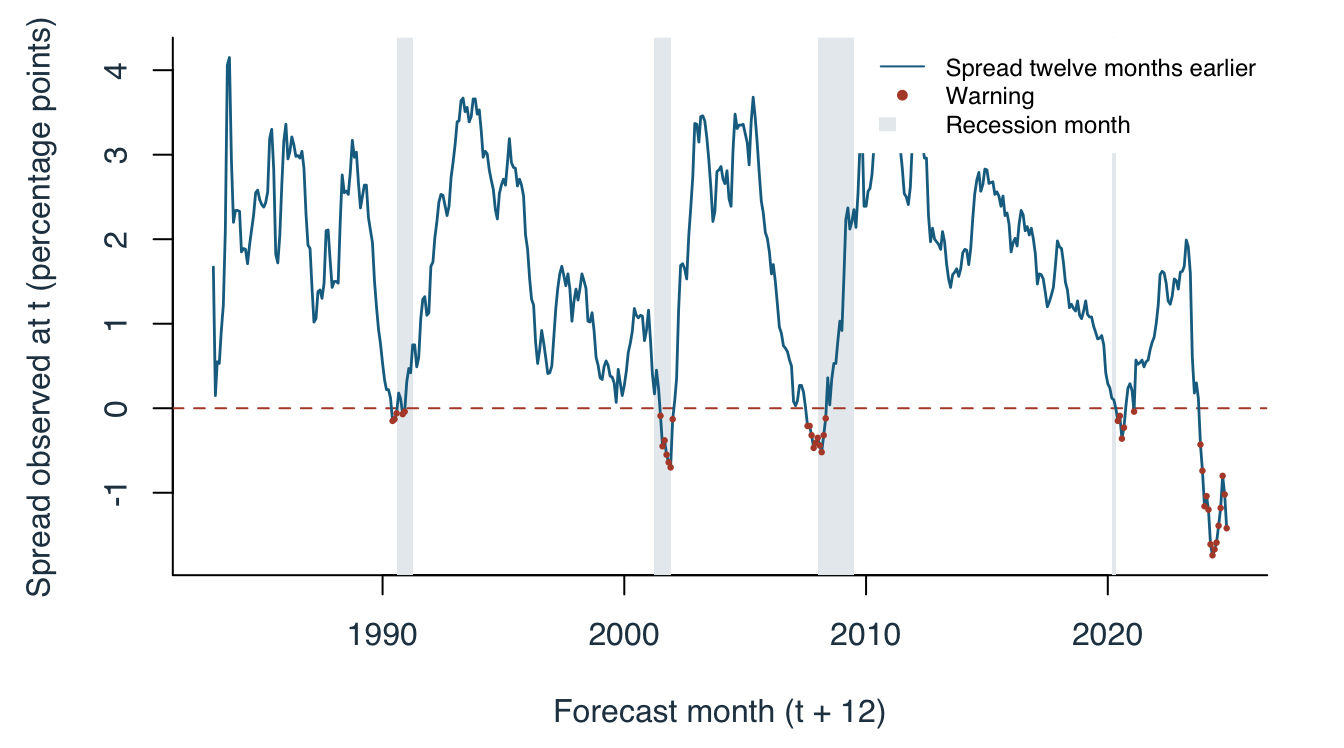 Spread observed at t (percentage points)
4
3
2
1
0
-1
Spread twelve months earlier
Warning
Recession month
1990
2000
2010
2020
Forecast month (t + 12)